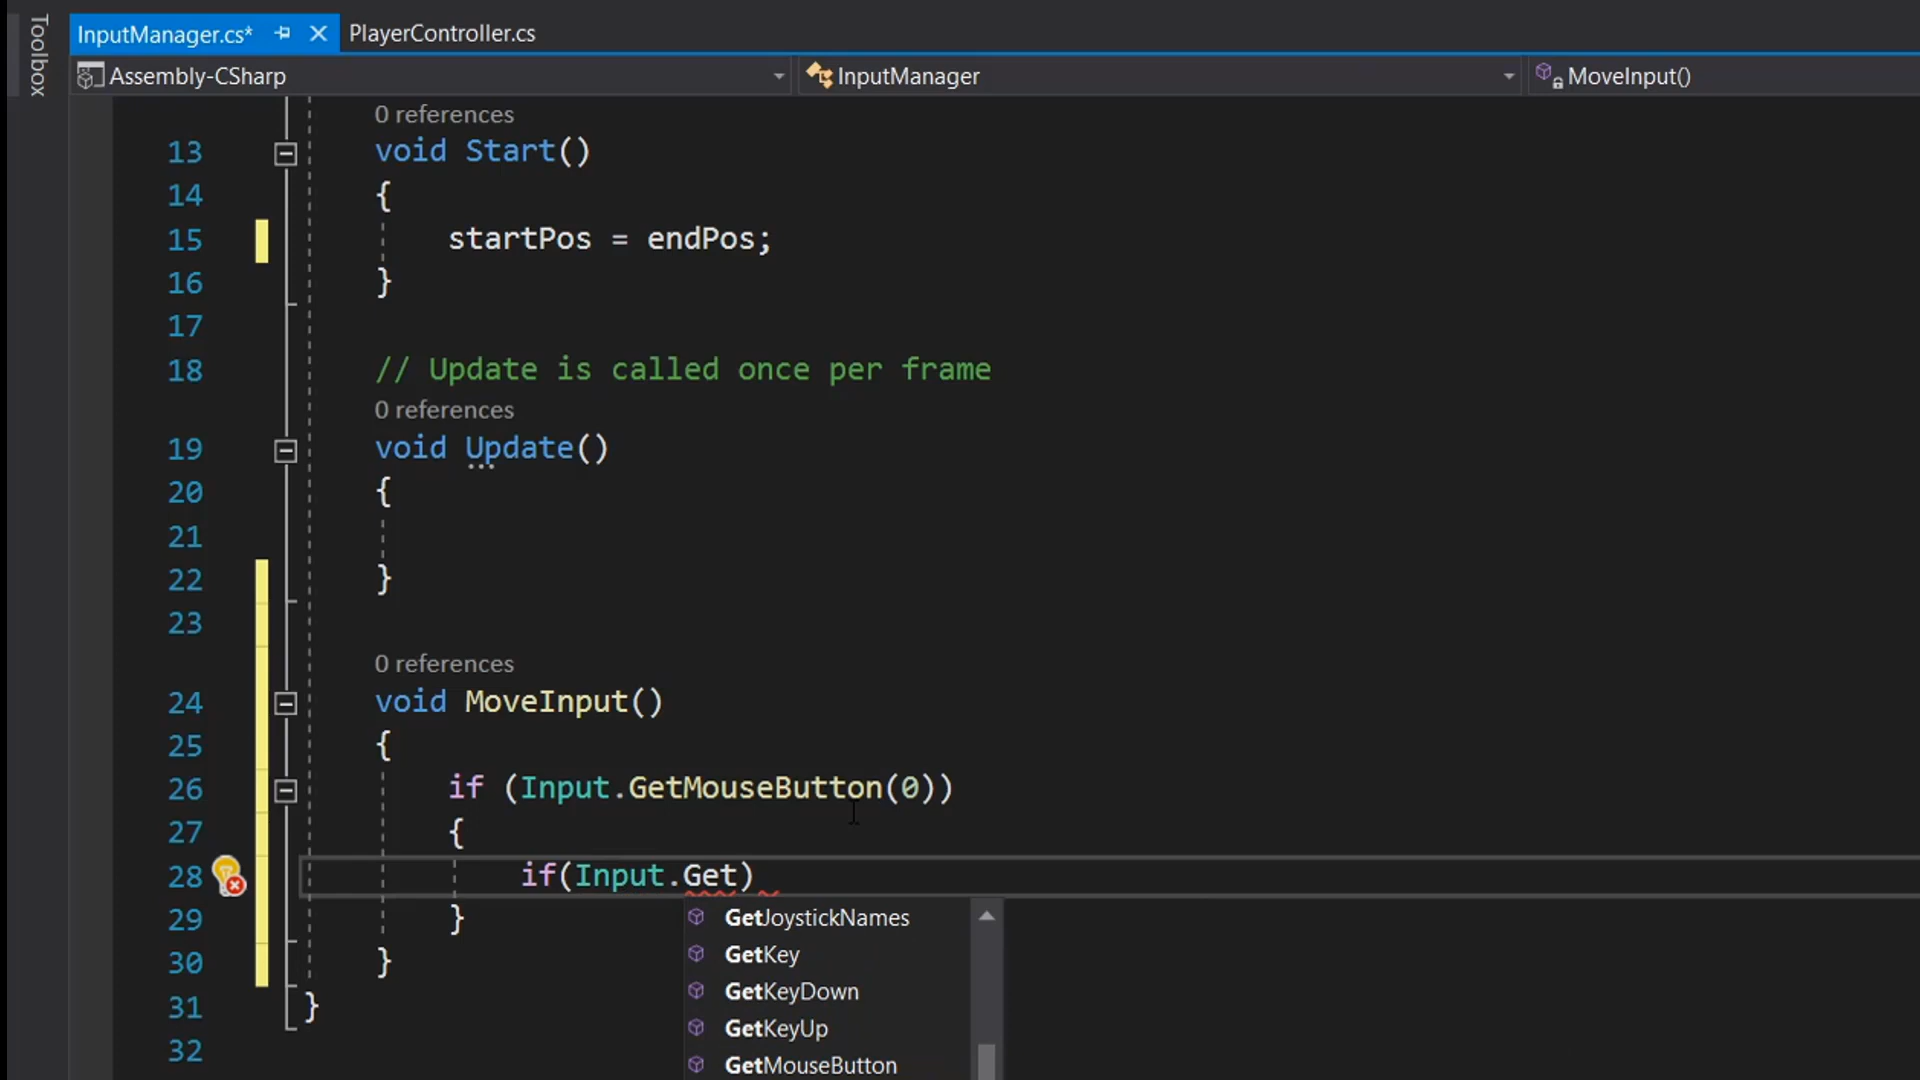 Toolbox
InputManager.cs* PlayerController.cs
Assembly-CSharp InputManager MoveInput()
0 references
13 void Start()
14 {
15 startPos = endPos;
16 }
17
18 // Update is called once per frame
0 references
19 void Update()
20 {
21
22 }
23
0 references
24 void MoveInput()
25 {
26 if (Input.GetMouseButton(0))
27 {
28 if(Input.Get)
29 }
30 }
31 }
32
GetJoystickNames
GetKey
GetKeyDown
GetKeyUp
GetMouseButton